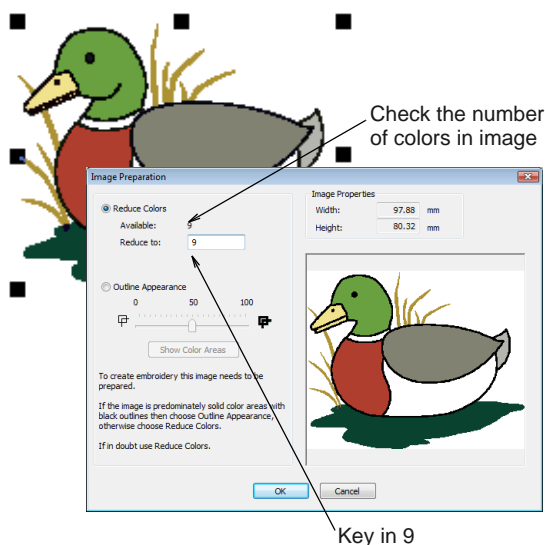 Check the number
of colors in image
Image Preparation
Reduce Colors
Available: 9
Reduce to: 9
Outline Appearance
0 50 100
Show Color Areas
To create embroidery this image needs to be
prepared.
If the image is predominately solid color areas with
black outlines then choose Outline Appearance,
otherwise choose Reduce Colors.
If in doubt use Reduce Colors.
Image Properties
Width: 97.88 mm
Height: 80.32 mm
OK Cancel
Key in 9